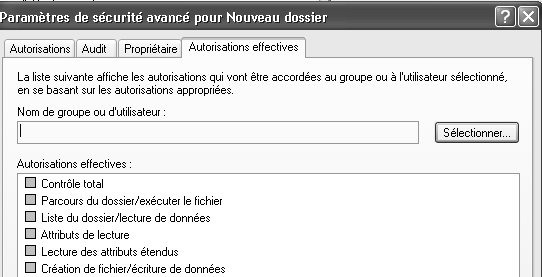 Paramètres de sécurité avancé pour Nouveau dossier
Autorisations Audit Propriétaire Autorisations effectives
La liste suivante affiche les autorisations qui vont être accordées au groupe ou à l'utilisateur sélectionné,
en se basant sur les autorisations appropriées.
Nom de groupe ou d'utilisateur :
Sélectionner...
Autorisations effectives :
Contrôle total
Parcours du dossier/exécuter le fichier
Liste du dossier/lecture de données
Attributs de lecture
Lecture des attributs étendus
Création de fichier/écriture de données